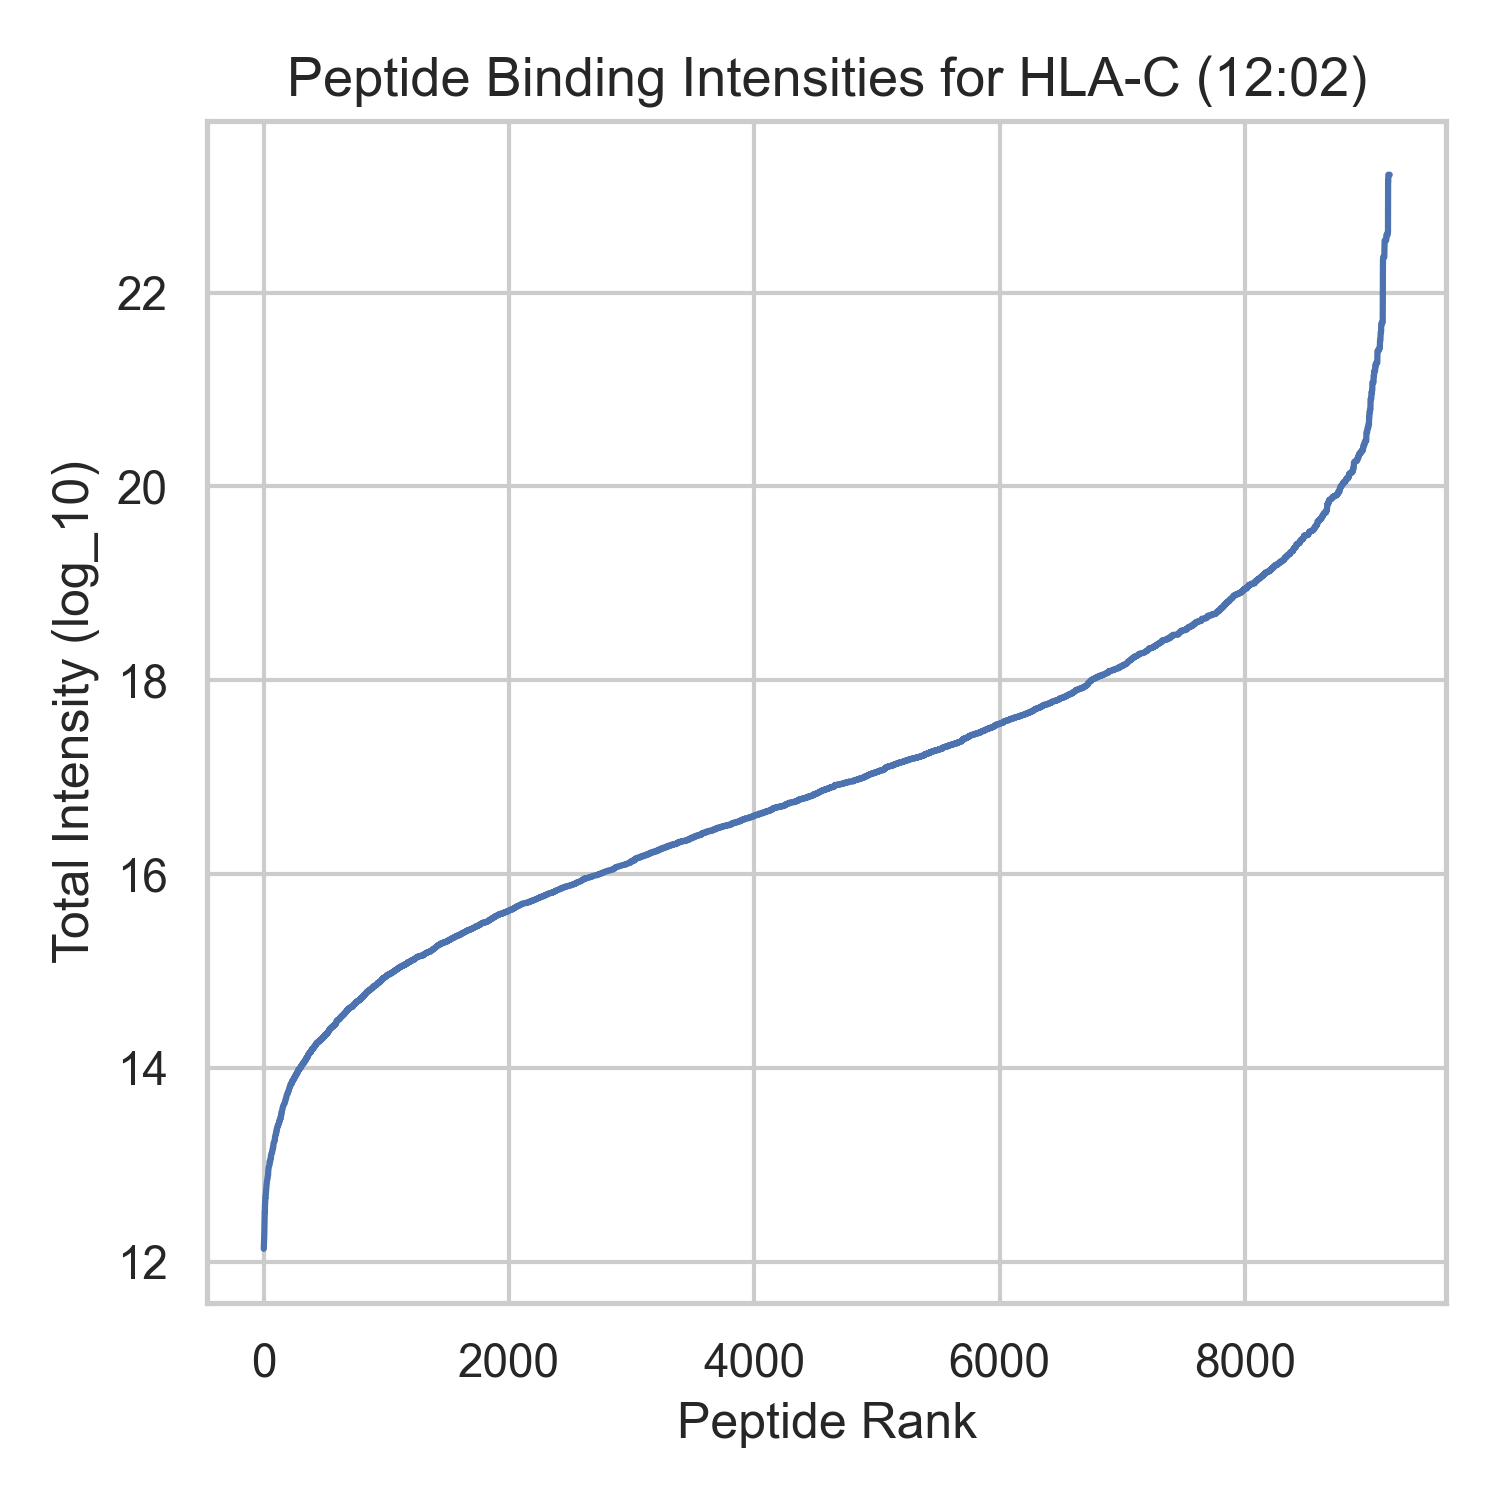 Peptide Binding Intensities for HLA-C (12:02)
Total Intensity (log_10)
22
20
18
16
14
12
0 2000 4000 6000 8000
Peptide Rank